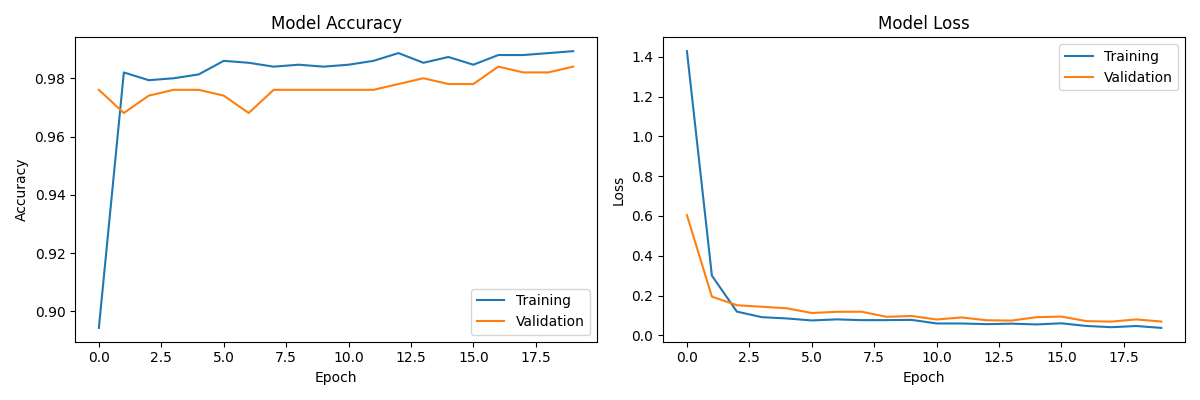 Model Accuracy
Accuracy
0.98
0.96
0.94
0.92
0.90
Training
Validation
0.0 2.5 5.0 7.5 10.0 12.5 15.0 17.5
Epoch
Model Loss
Loss
1.4
1.2
1.0
0.8
0.6
0.4
0.2
0.0
Training
Validation
0.0 2.5 5.0 7.5 10.0 12.5 15.0 17.5
Epoch